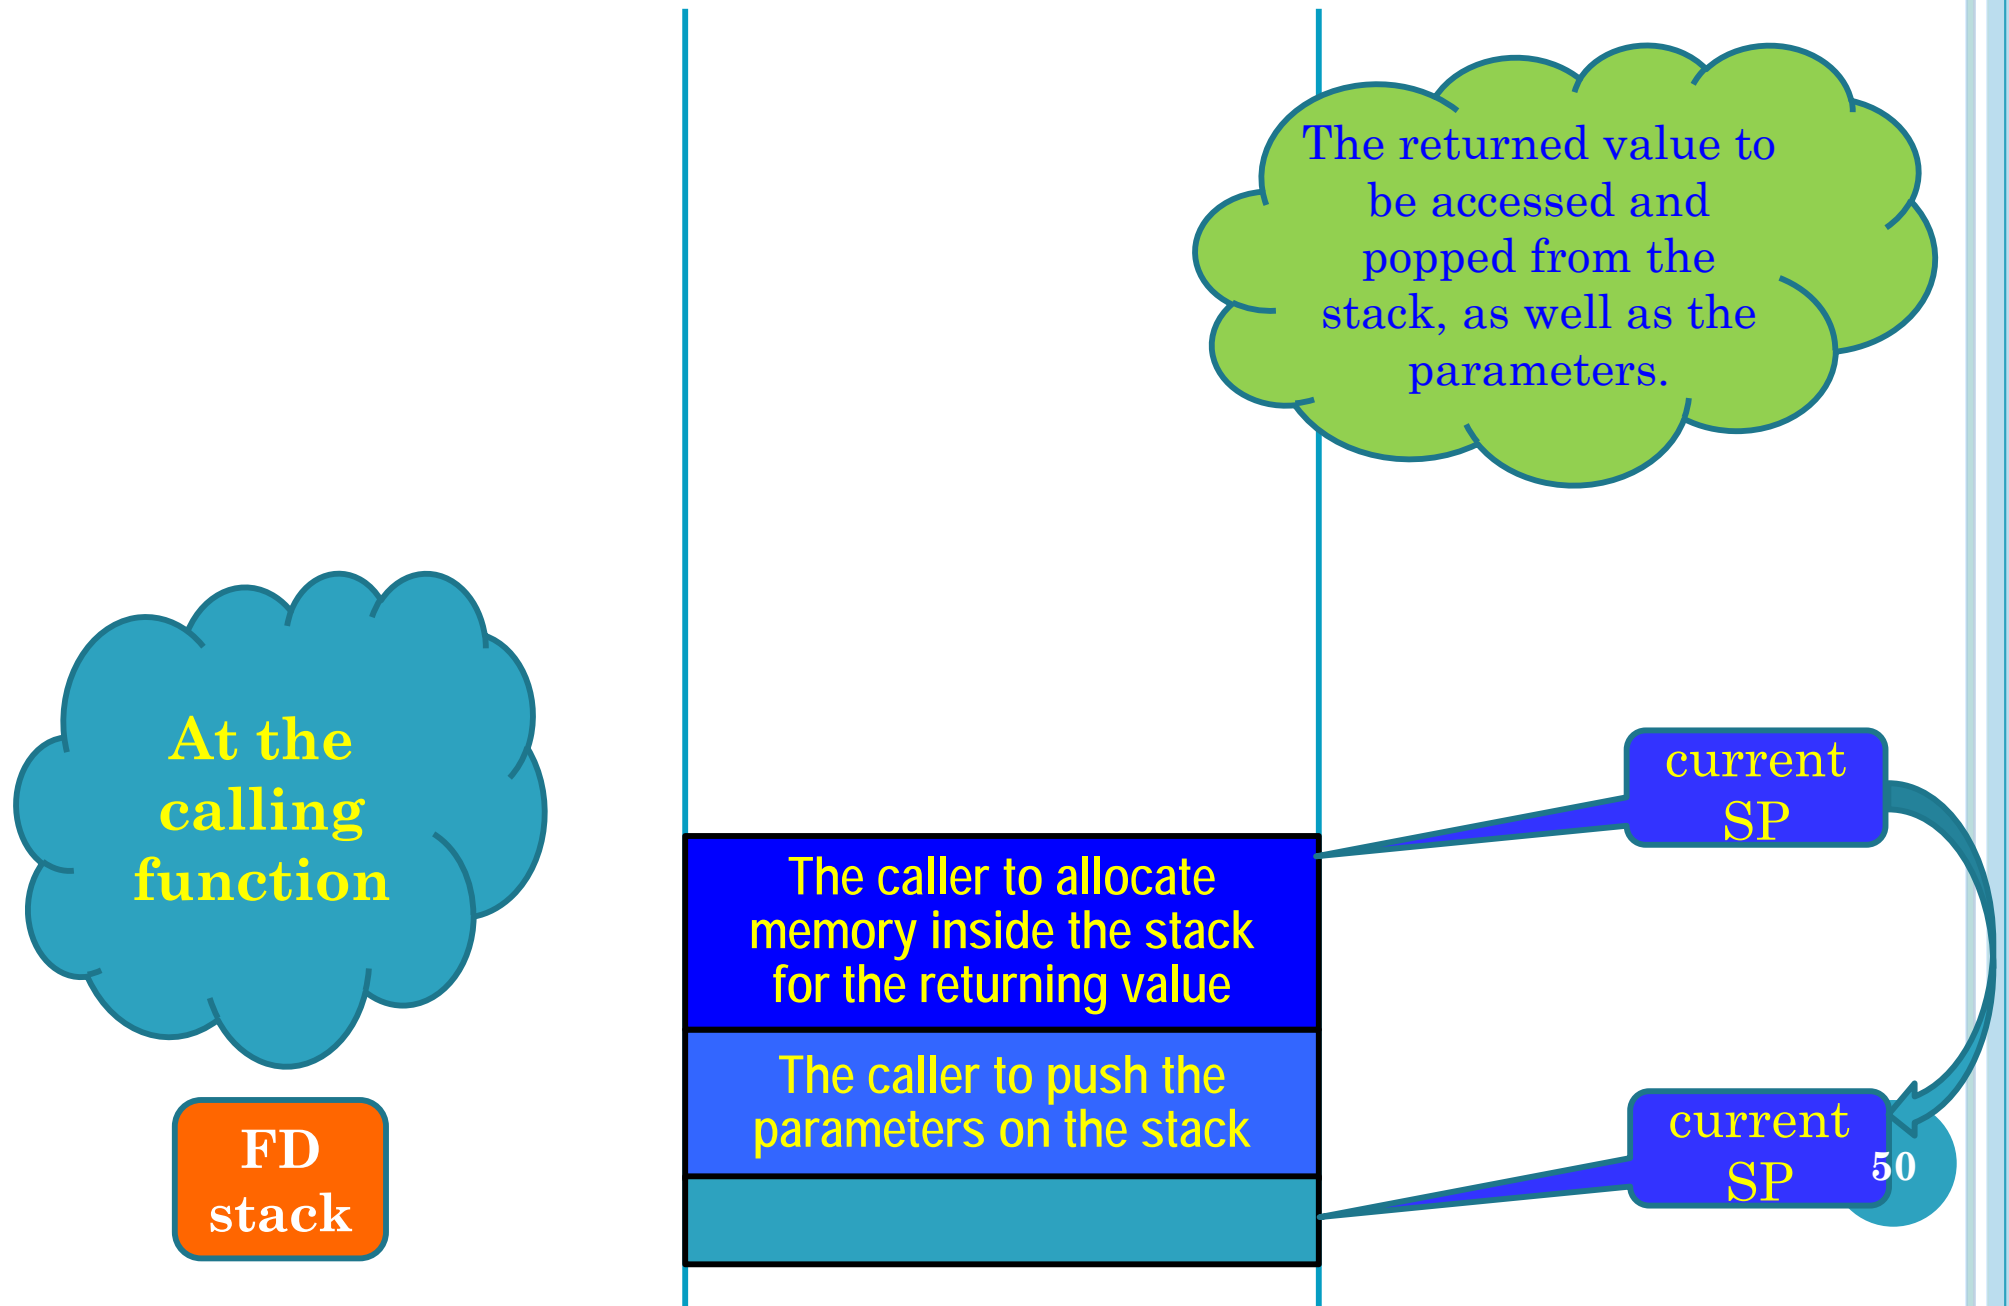 The returned value to
be accessed and
popped from the
stack, as well as the
parameters.
At the
calling
function
current
SP
The caller to allocate
memory inside the stack
for the returning value
The caller to push the
parameters on the stack
FD
stack
current
SP
50